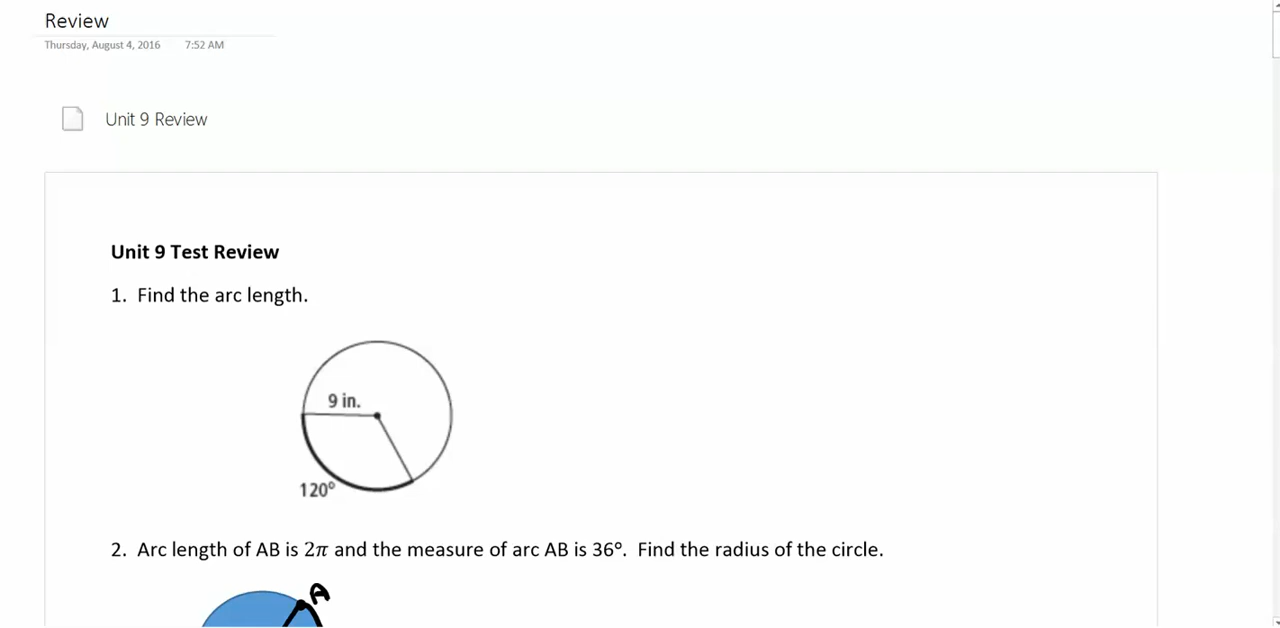 Review
Thursday, August 4, 2016 7:52 AM
Unit 9 Review
Unit 9 Test Review
1. Find the arc length.
9 in.
120°
2. Arc length of AB is 2π and the measure of arc AB is 36°. Find the radius of the circle.
A